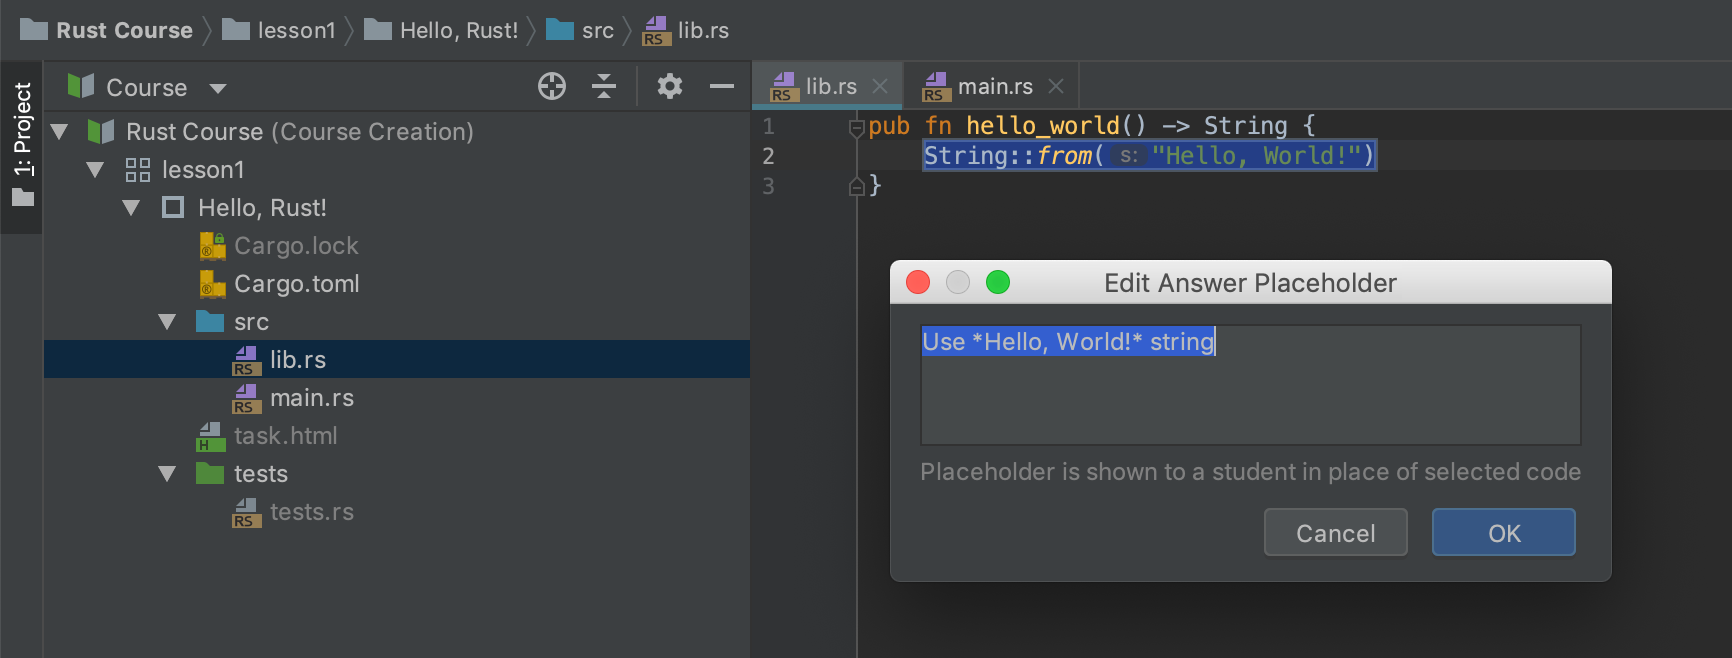 Rust Course lesson1 Hello, Rust! src RS lib.rs
1: Project
Course
Rust Course (Course Creation)
lesson1
Hello, Rust!
Cargo.lock
Cargo.toml
src
RS lib.rs
RS main.rs
H task.html
tests
RS tests.rs
RS lib.rs RS main.rs
1 pub fn hello_world() -> String {
2 String::from( s: "Hello, World!")
3 }
Edit Answer Placeholder
Use *Hello, World!* string
Placeholder is shown to a student in place of selected code
Cancel OK